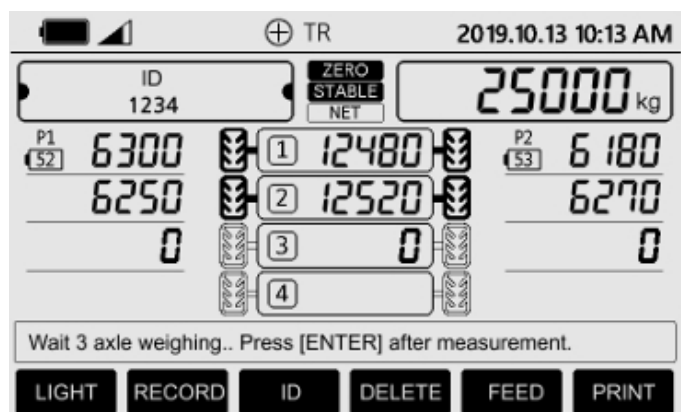 TR 2019.10.13 10:13 AM
ID
1234
ZERO
STABLE
NET
25000 kg
P1 52 6300 1 12480 P2 53 6180
6250 2 12520 6270
0 3 0 0
4
Wait 3 axle weighing.. Press [ENTER] after measurement.
LIGHT RECORD ID DELETE FEED PRINT